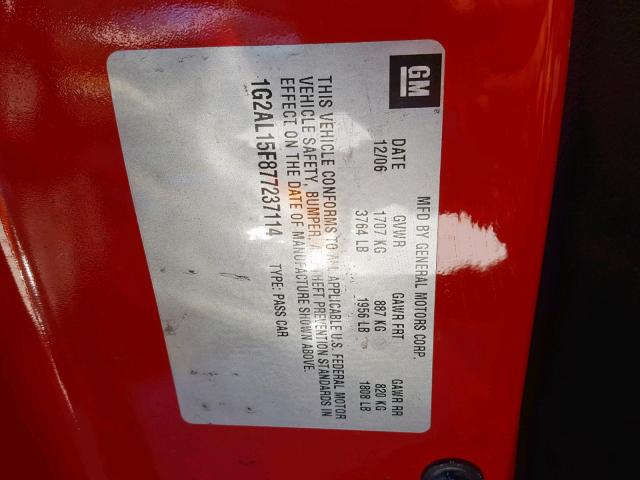 GM
MFD BY GENERAL MOTORS CORP.
DATE GVWR GAWR FRT GAWR RR
12/06 1707 KG 887 KG 820 KG
3764 LB 1956 LB 1808 LB
THIS VEHICLE CONFORMS TO ALL APPLICABLE U.S. FEDERAL MOTOR
VEHICLE SAFETY, BUMPER, AND THEFT PREVENTION STANDARDS IN
EFFECT ON THE DATE OF MANUFACTURE SHOWN ABOVE.
1G2AL15F877237114 TYPE: PASS CAR